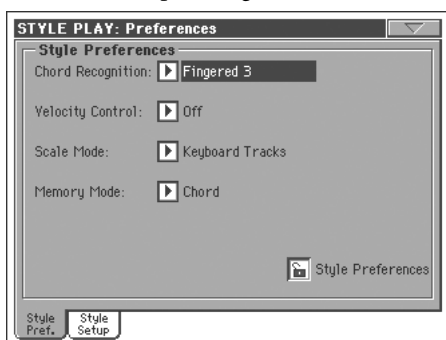 STYLE PLAY: Preferences
Style Preferences
Chord Recognition: Fingered 3
Velocity Control: Off
Scale Mode: Keyboard Tracks
Memory Mode: Chord
Style Preferences
Style Pref.
Style Setup